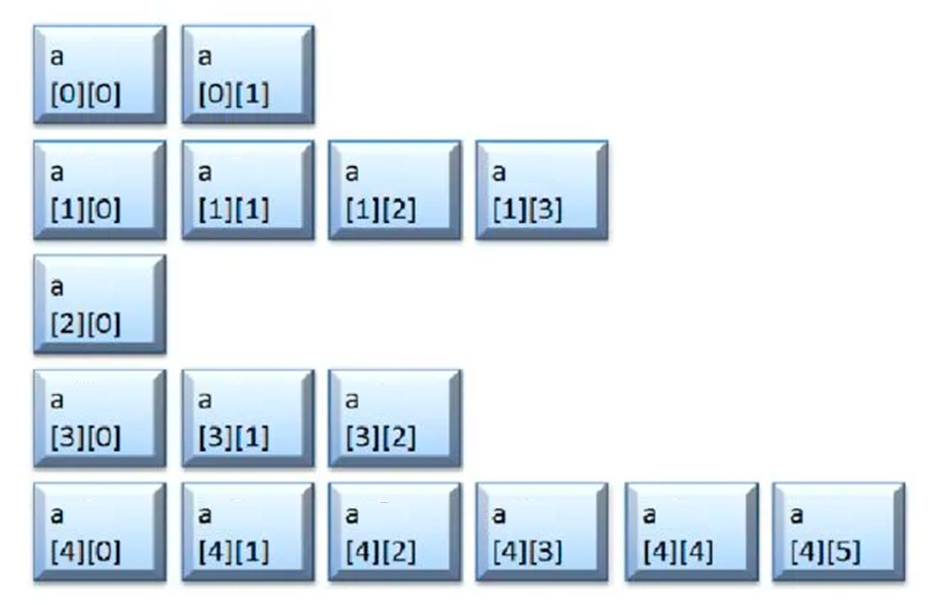 a a
[0][0] [0][1]
a a a a
[1][0] [1][1] [1][2] [1][3]
a
[2][0]
a a a
[3][0] [3][1] [3][2]
a a a a a a
[4][0] [4][1] [4][2] [4][3] [4][4] [4][5]